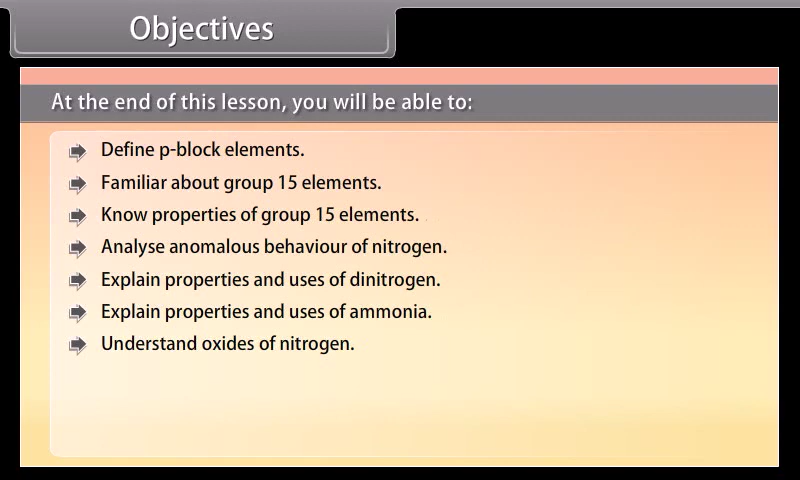 Objectives
At the end of this lesson, you will be able to:
Define p-block elements.
Familiar about group 15 elements.
Know properties of group 15 elements.
Analyse anomalous behaviour of nitrogen.
Explain properties and uses of dinitrogen.
Explain properties and uses of ammonia.
Understand oxides of nitrogen.